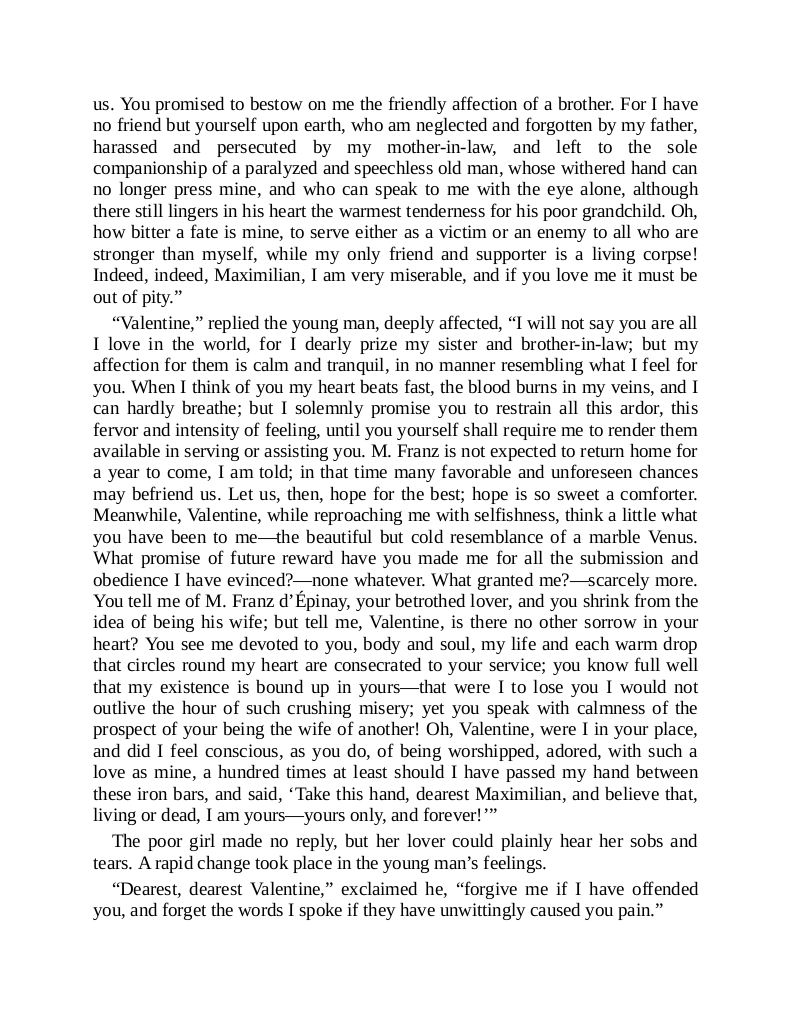 us. You promised to bestow on me the friendly affection of a brother. For I have
no friend but yourself upon earth, who am neglected and forgotten by my father,
harassed and persecuted by my mother-in-law, and left to the sole
companionship of a paralyzed and speechless old man, whose withered hand can
no longer press mine, and who can speak to me with the eye alone, although
there still lingers in his heart the warmest tenderness for his poor grandchild. Oh,
how bitter a fate is mine, to serve either as a victim or an enemy to all who are
stronger than myself, while my only friend and supporter is a living corpse!
Indeed, indeed, Maximilian, I am very miserable, and if you love me it must be
out of pity.”
“Valentine,” replied the young man, deeply affected, “I will not say you are all
I love in the world, for I dearly prize my sister and brother-in-law; but my
affection for them is calm and tranquil, in no manner resembling what I feel for
you. When I think of you my heart beats fast, the blood burns in my veins, and I
can hardly breathe; but I solemnly promise you to restrain all this ardor, this
fervor and intensity of feeling, until you yourself shall require me to render them
available in serving or assisting you. M. Franz is not expected to return home for
a year to come, I am told; in that time many favorable and unforeseen chances
may befriend us. Let us, then, hope for the best; hope is so sweet a comforter.
Meanwhile, Valentine, while reproaching me with selfishness, think a little what
you have been to me—the beautiful but cold resemblance of a marble Venus.
What promise of future reward have you made me for all the submission and
obedience I have evinced?—none whatever. What granted me?—scarcely more.
You tell me of M. Franz d’Épinay, your betrothed lover, and you shrink from the
idea of being his wife; but tell me, Valentine, is there no other sorrow in your
heart? You see me devoted to you, body and soul, my life and each warm drop
that circles round my heart are consecrated to your service; you know full well
that my existence is bound up in yours—that were I to lose you I would not
outlive the hour of such crushing misery; yet you speak with calmness of the
prospect of your being the wife of another! Oh, Valentine, were I in your place,
and did I feel conscious, as you do, of being worshipped, adored, with such a
love as mine, a hundred times at least should I have passed my hand between
these iron bars, and said, ‘Take this hand, dearest Maximilian, and believe that,
living or dead, I am yours—yours only, and forever!’”
The poor girl made no reply, but her lover could plainly hear her sobs and
tears. A rapid change took place in the young man’s feelings.
“Dearest, dearest Valentine,” exclaimed he, “forgive me if I have offended
you, and forget the words I spoke if they have unwittingly caused you pain.”